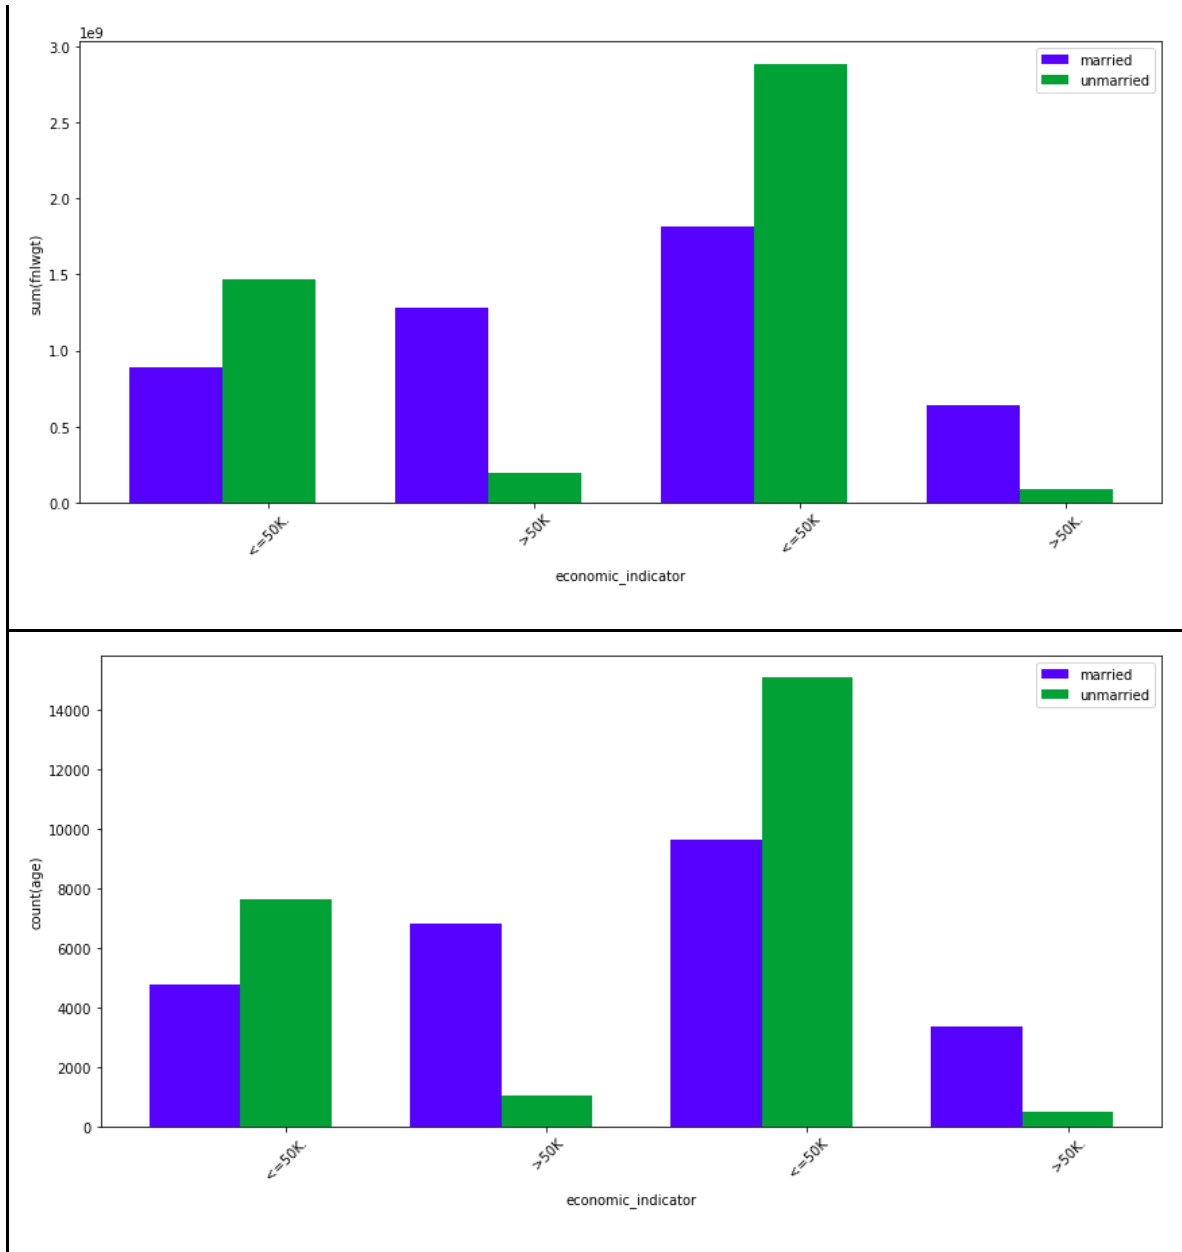 1e9
3.0
2.5
2.0
1.5
1.0
0.5
0.0
sum(fnlwgt)
married
unmarried
<=50K.
>50K
<=50K
>50K.
economic_indicator
14000
12000
10000
8000
6000
4000
2000
0
count(age)
married
unmarried
<=50K.
>50K
<=50K
>50K.
economic_indicator